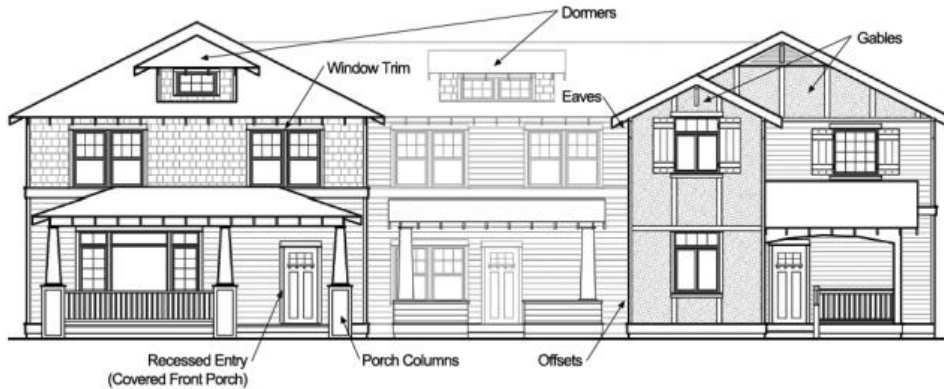 Dormers
Gables
Window Trim
Eaves
Recessed Entry
(Covered Front Porch)
Porch Columns
Offsets